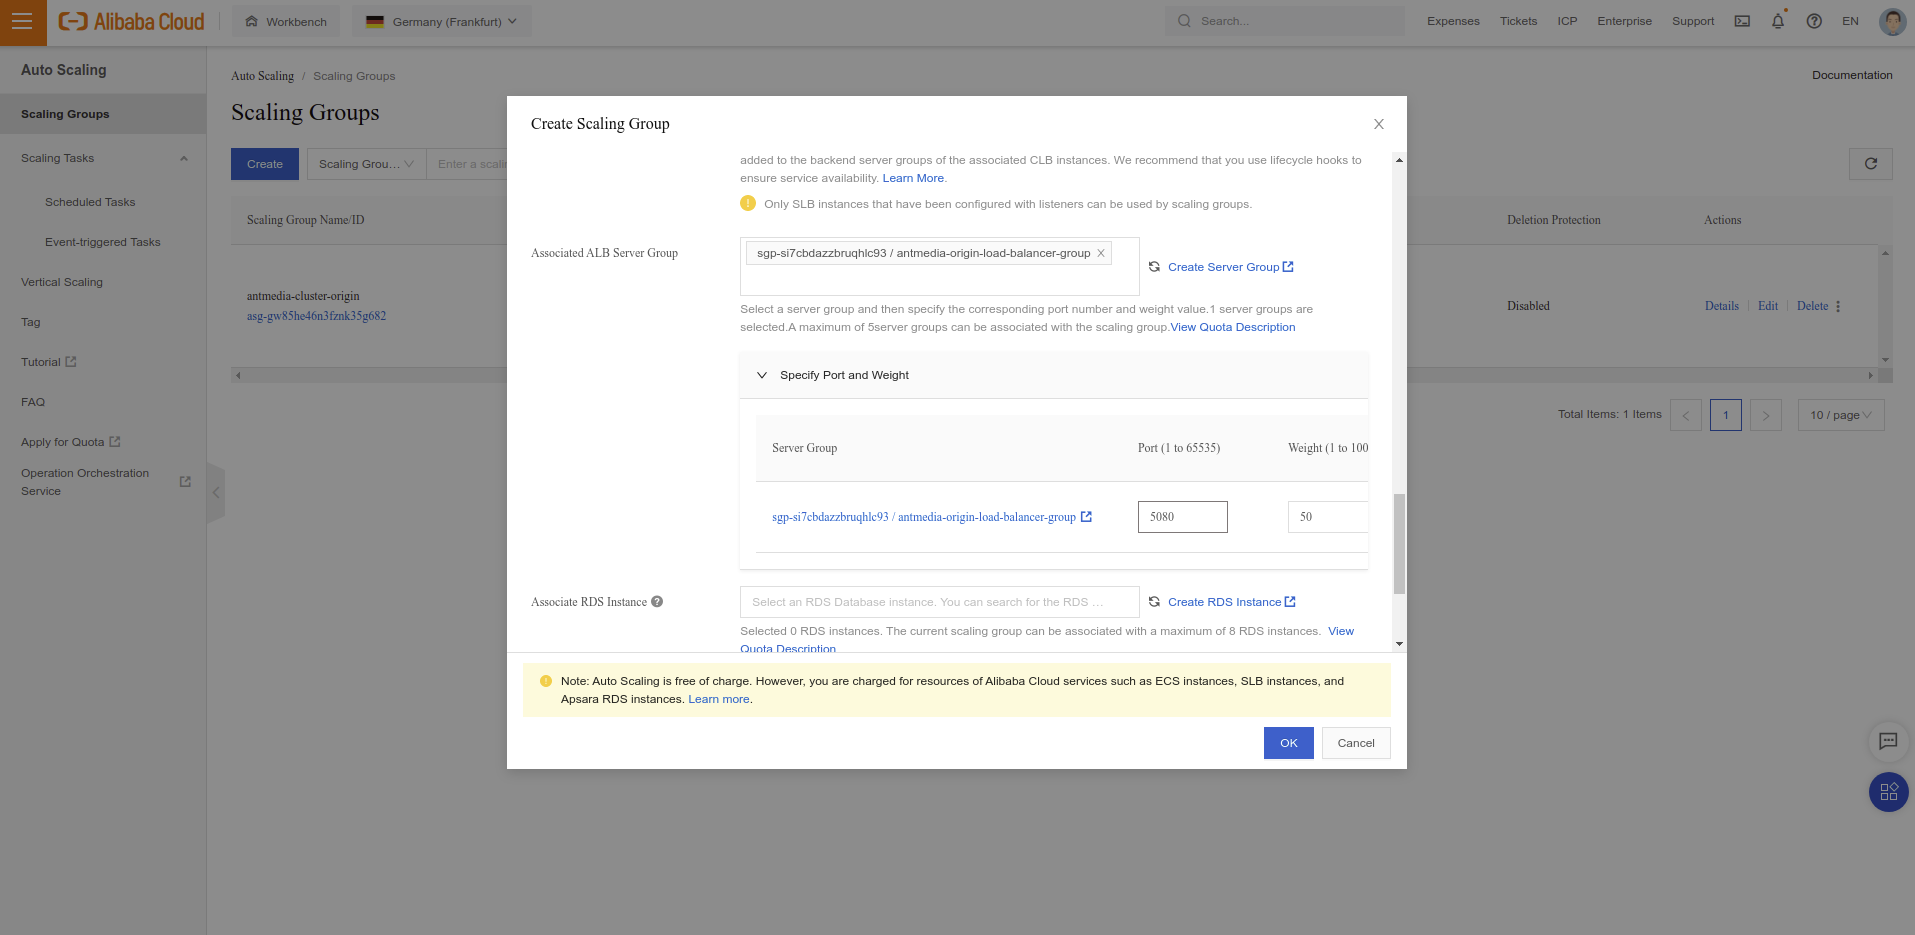 Alibaba Cloud
Workbench
Germany (Frankfurt)
Search...
Expenses
Tickets
ICP
Enterprise
Support
EN
Auto Scaling
Scaling Groups
Scaling Tasks
Scheduled Tasks
Event-triggered Tasks
Vertical Scaling
Tag
Tutorial
FAQ
Apply for Quota
Operation Orchestration
Service
Auto Scaling / Scaling Groups
Documentation
Scaling Groups
Create
Scaling Grou...
Enter a scali
Scaling Group Name/ID
Deletion Protection
Actions
antmedia-cluster-origin
asg-gw85he46n3fznk35g682
Disabled
Details
Edit
Delete
Total Items: 1 Items
1
10 / page
Create Scaling Group
added to the backend server groups of the associated CLB instances. We recommend that you use lifecycle hooks to
ensure service availability. Learn More.
Only SLB instances that have been configured with listeners can be used by scaling groups.
Associated ALB Server Group
sgp-si7cbdazzbruqhlc93 / antmedia-origin-load-balancer-group
Create Server Group
Select a server group and then specify the corresponding port number and weight value.1 server groups are
selected.A maximum of 5server groups can be associated with the scaling group.View Quota Description
Specify Port and Weight
Server Group
Port (1 to 65535)
Weight (1 to 100
sgp-si7cbdazzbruqhlc93 / antmedia-origin-load-balancer-group
5080
50
Associate RDS Instance
Select an RDS Database instance. You can search for the RDS ...
Create RDS Instance
Selected 0 RDS instances. The current scaling group can be associated with a maximum of 8 RDS instances. View
Quota Description
Note: Auto Scaling is free of charge. However, you are charged for resources of Alibaba Cloud services such as ECS instances, SLB instances, and
Apsara RDS instances. Learn more.
OK
Cancel